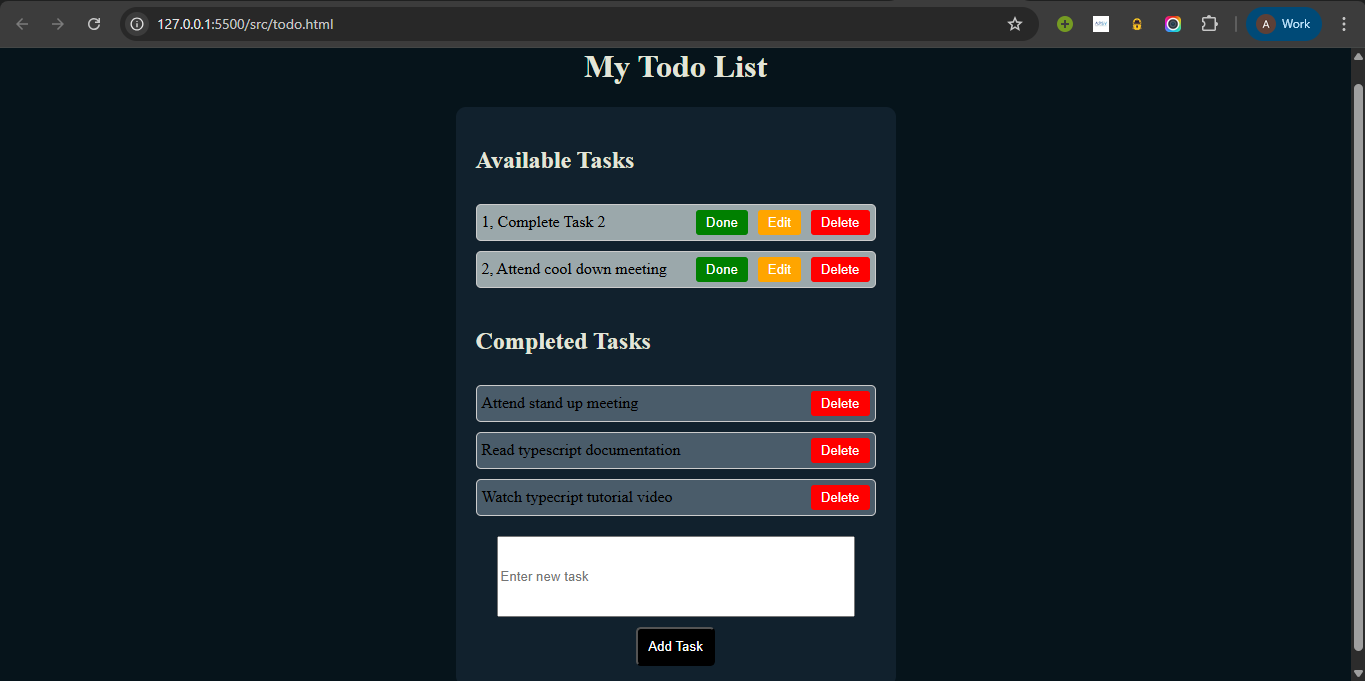 127.0.0.1:5500/src/todo.html
A Work
My Todo List
Available Tasks
1, Complete Task 2 Done Edit Delete
2, Attend cool down meeting Done Edit Delete
Completed Tasks
Attend stand up meeting Delete
Read typescript documentation Delete
Watch typecript tutorial video Delete
Enter new task
Add Task